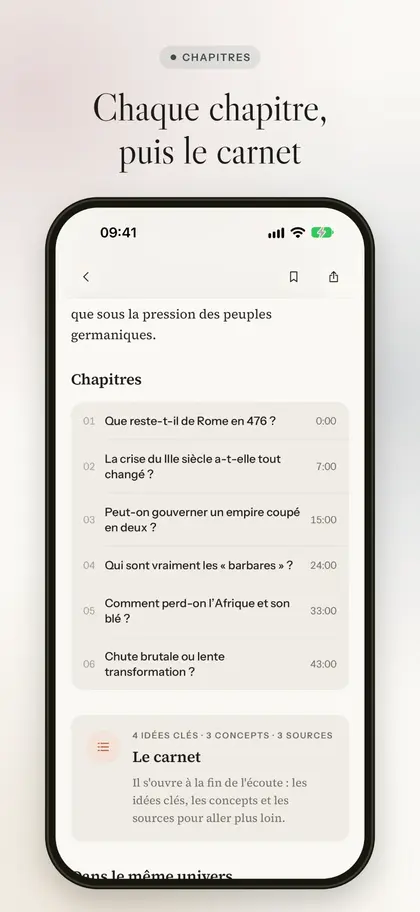 CHAPITRES
Chaque chapitre,
puis le carnet
09:41
que sous la pression des peuples
germaniques.
Chapitres
01 Que reste-t-il de Rome en 476 ? 0:00
02 La crise du IIIe siècle a-t-elle tout
changé ? 7:00
03 Peut-on gouverner un empire coupé
en deux ? 15:00
04 Qui sont vraiment les « barbares » ? 24:00
05 Comment perd-on l'Afrique et son
blé ? 33:00
06 Chute brutale ou lente
transformation ? 43:00
4 IDÉES CLÉS · 3 CONCEPTS · 3 SOURCES
Le carnet
Il s'ouvre à la fin de l'écoute : les
idées clés, les concepts et les
sources pour aller plus loin.
Dans le même univers